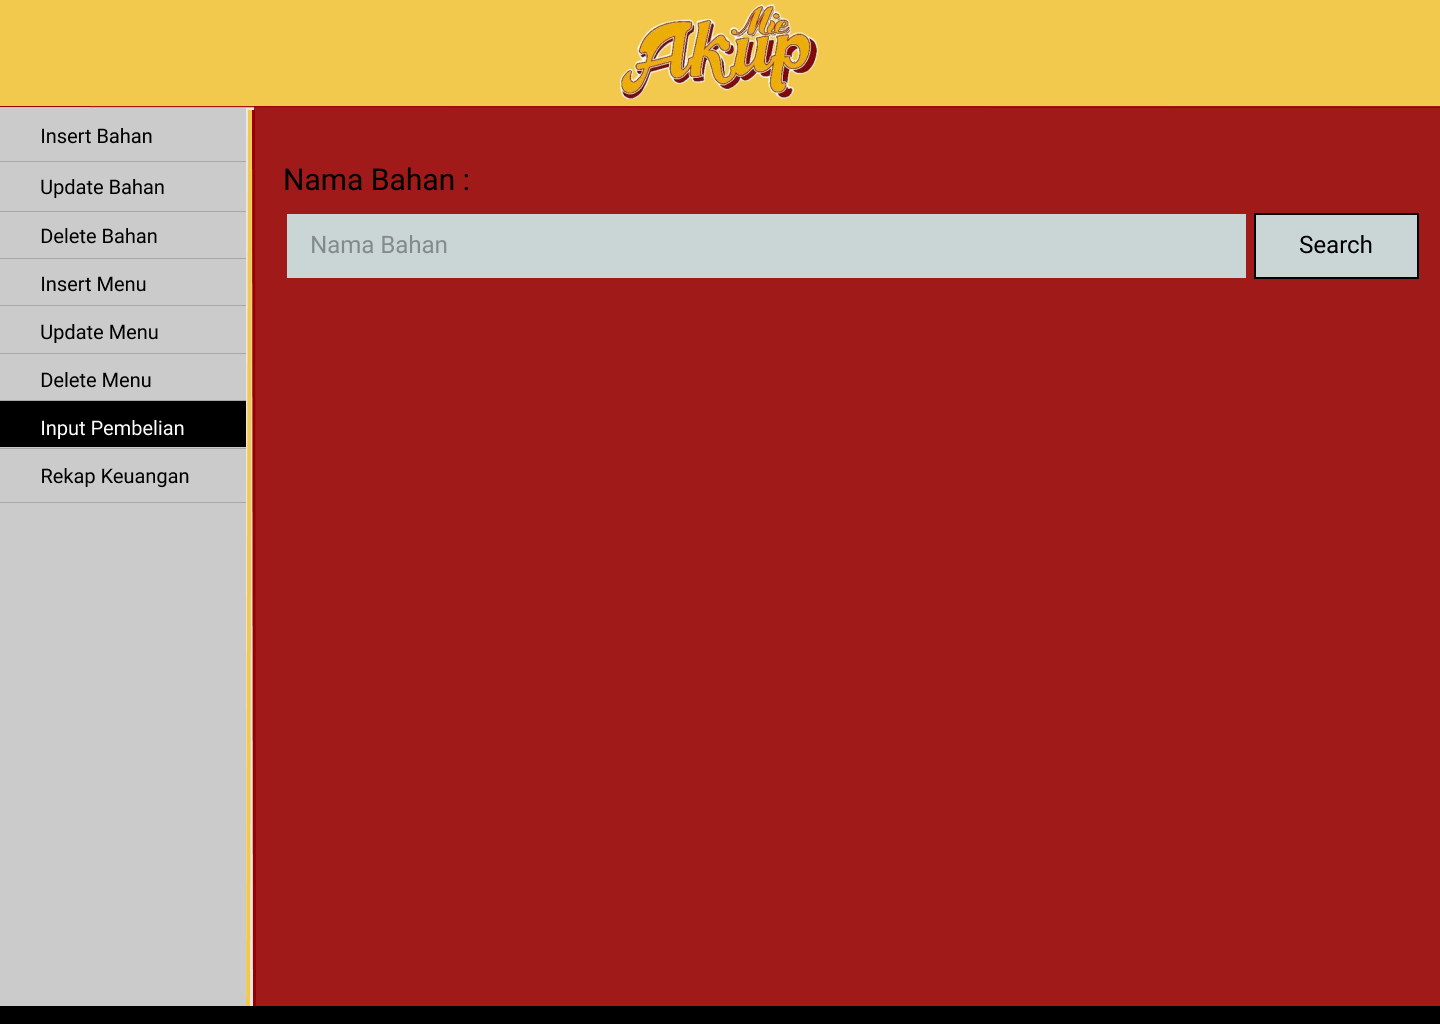 Mie
Akup
Insert Bahan
Update Bahan
Delete Bahan
Insert Menu
Update Menu
Delete Menu
Input Pembelian
Rekap Keuangan
Nama Bahan :
Nama Bahan
Search